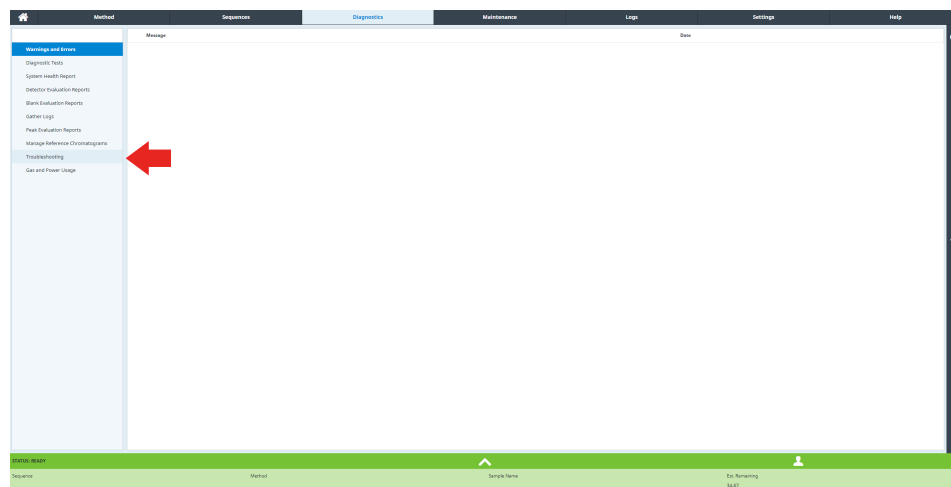 Method Sequences Diagnostics Maintenance Logs Settings Help
Message Date
Warnings and Errors
Diagnostic Tests
System Health Report
Detector Evaluation Reports
Blank Evaluation Reports
Gather Logs
Peak Evaluation Reports
Manage Reference Chromatograms
Troubleshooting
Gas and Power Usage
STATUS: READY
Sequence Method Sample Name Est. Remaining
34.67